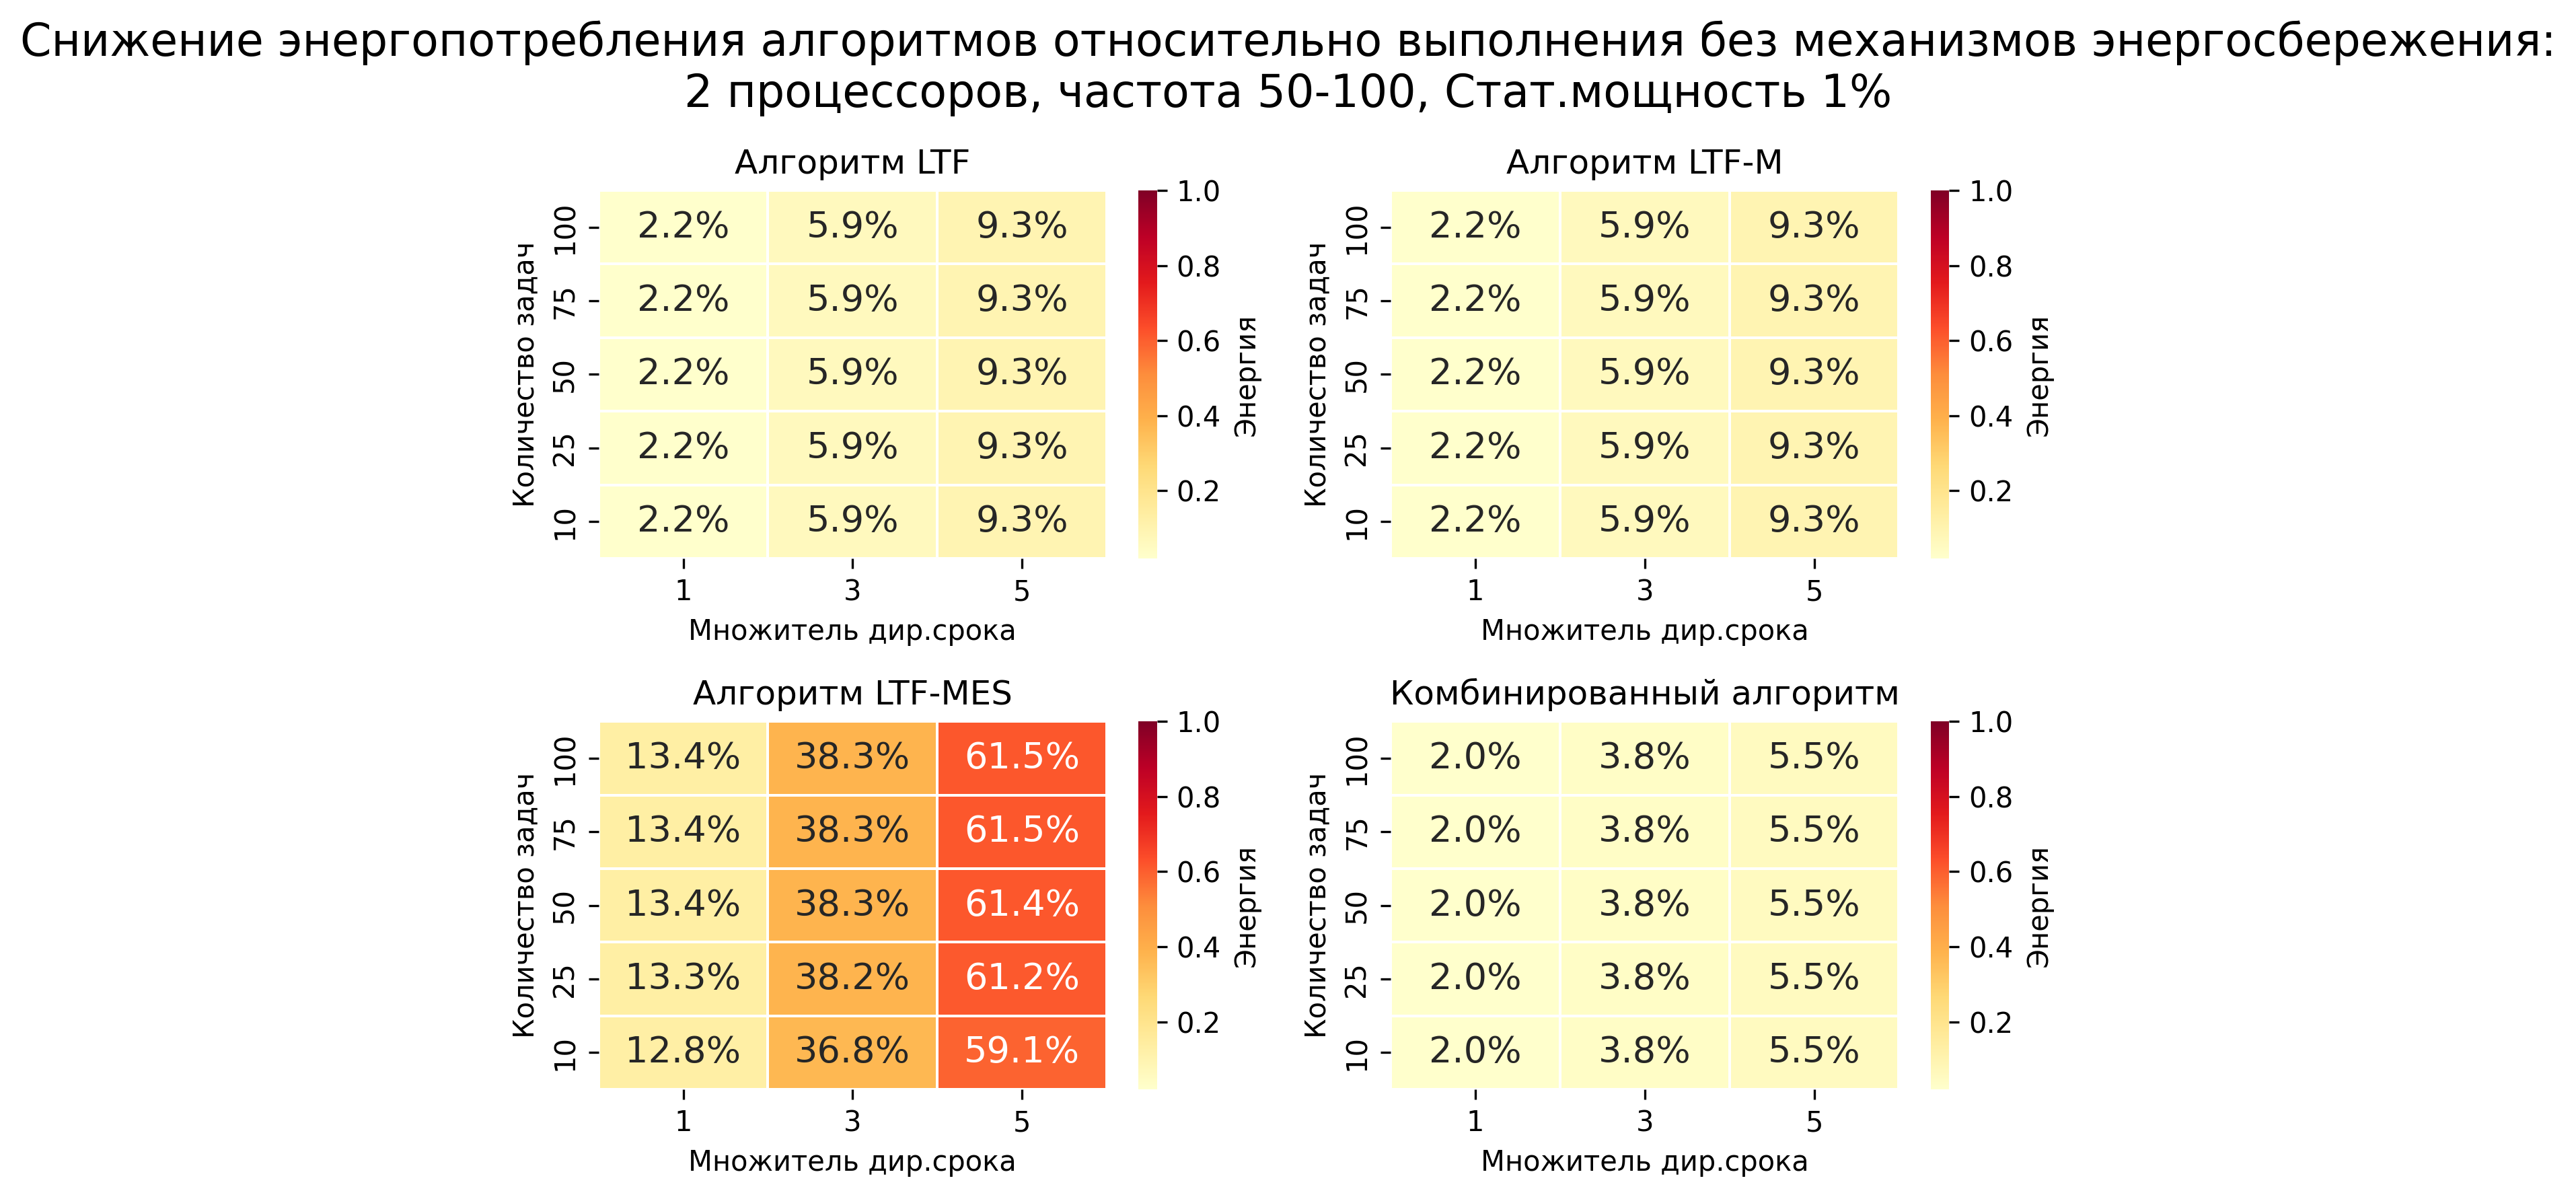 Снижение энергопотребления алгоритмов относительно выполнения без механизмов энергосбережения:
2 процессоров, частота 50-100, Стат.мощность 1%
Алгоритм LTF
Количество задач
100 2.2% 5.9% 9.3%
75 2.2% 5.9% 9.3%
50 2.2% 5.9% 9.3%
25 2.2% 5.9% 9.3%
10 2.2% 5.9% 9.3%
1 3 5
Множитель дир.срока
1.0
0.8
0.6
0.4
0.2
Энергия
Алгоритм LTF-M
Количество задач
100 2.2% 5.9% 9.3%
75 2.2% 5.9% 9.3%
50 2.2% 5.9% 9.3%
25 2.2% 5.9% 9.3%
10 2.2% 5.9% 9.3%
1 3 5
Множитель дир.срока
1.0
0.8
0.6
0.4
0.2
Энергия
Алгоритм LTF-MES
Количество задач
100 13.4% 38.3% 61.5%
75 13.4% 38.3% 61.5%
50 13.4% 38.3% 61.4%
25 13.3% 38.2% 61.2%
10 12.8% 36.8% 59.1%
1 3 5
Множитель дир.срока
1.0
0.8
0.6
0.4
0.2
Энергия
Комбинированный алгоритм
Количество задач
100 2.0% 3.8% 5.5%
75 2.0% 3.8% 5.5%
50 2.0% 3.8% 5.5%
25 2.0% 3.8% 5.5%
10 2.0% 3.8% 5.5%
1 3 5
Множитель дир.срока
1.0
0.8
0.6
0.4
0.2
Энергия